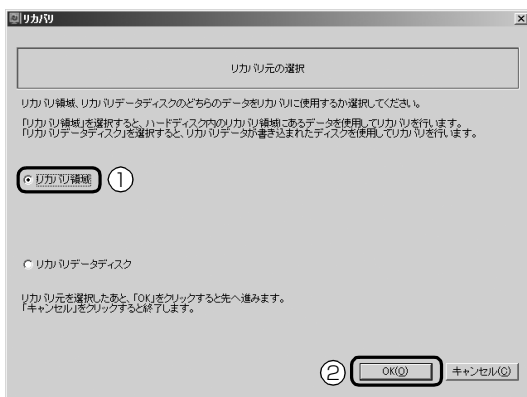 リカバリ
リカバリ元の選択
リカバリ領域、リカバリデータディスクのどちらのデータをリカバリに使用するか選択してください。
「リカバリ領域」を選択すると、ハードディスク内のリカバリ領域にあるデータを使用してリカバリを行います。
「リカバリデータディスク」を選択すると、リカバリデータが書き込まれたディスクを使用してリカバリを行います。
リカバリ領域 ①
リカバリデータディスク
リカバリ元を選択したあと、「OK」をクリックすると先へ進みます。
「キャンセル」をクリックすると終了します。
② OK(O) キャンセル(C)